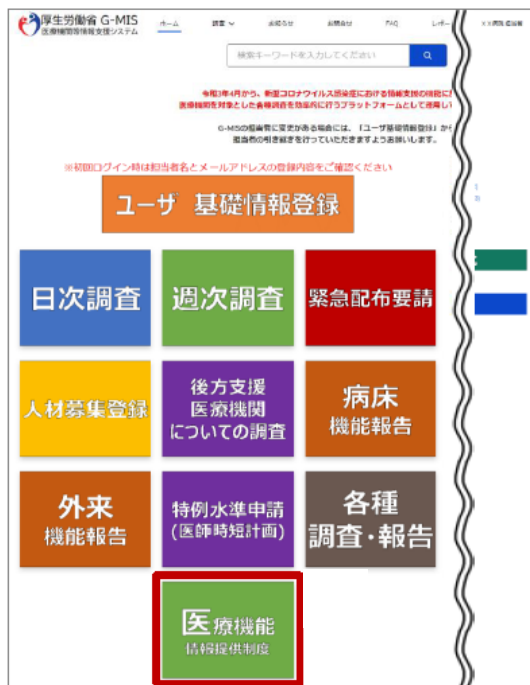 厚生労働省 G-MIS
医療機関等情報支援システム
ホーム 調査 お知らせ お問合せ FAQ レポー
××病院 担当者
検索キーワードを入力してください
令和3年4月から、新型コロナウイルス感染症における情報支援の機能に
医療機関を対象とした各種調査を効率的に行うプラットフォームとして運用して
G-MISの担当者に変更がある場合には、「ユーザ基礎情報登録」から
担当者の引き継ぎを行っていただきますようお願いします。
※初回ログイン時は担当者名とメールアドレスの登録内容をご確認ください
ユーザ 基礎情報登録
日次調査
週次調査
緊急配布要請
人材募集登録
後方支援
医療機関
についての調査
病床
機能報告
外来
機能報告
特例水準申請
(医師時短計画)
各種
調査・報告
医療機能
情報提供制度